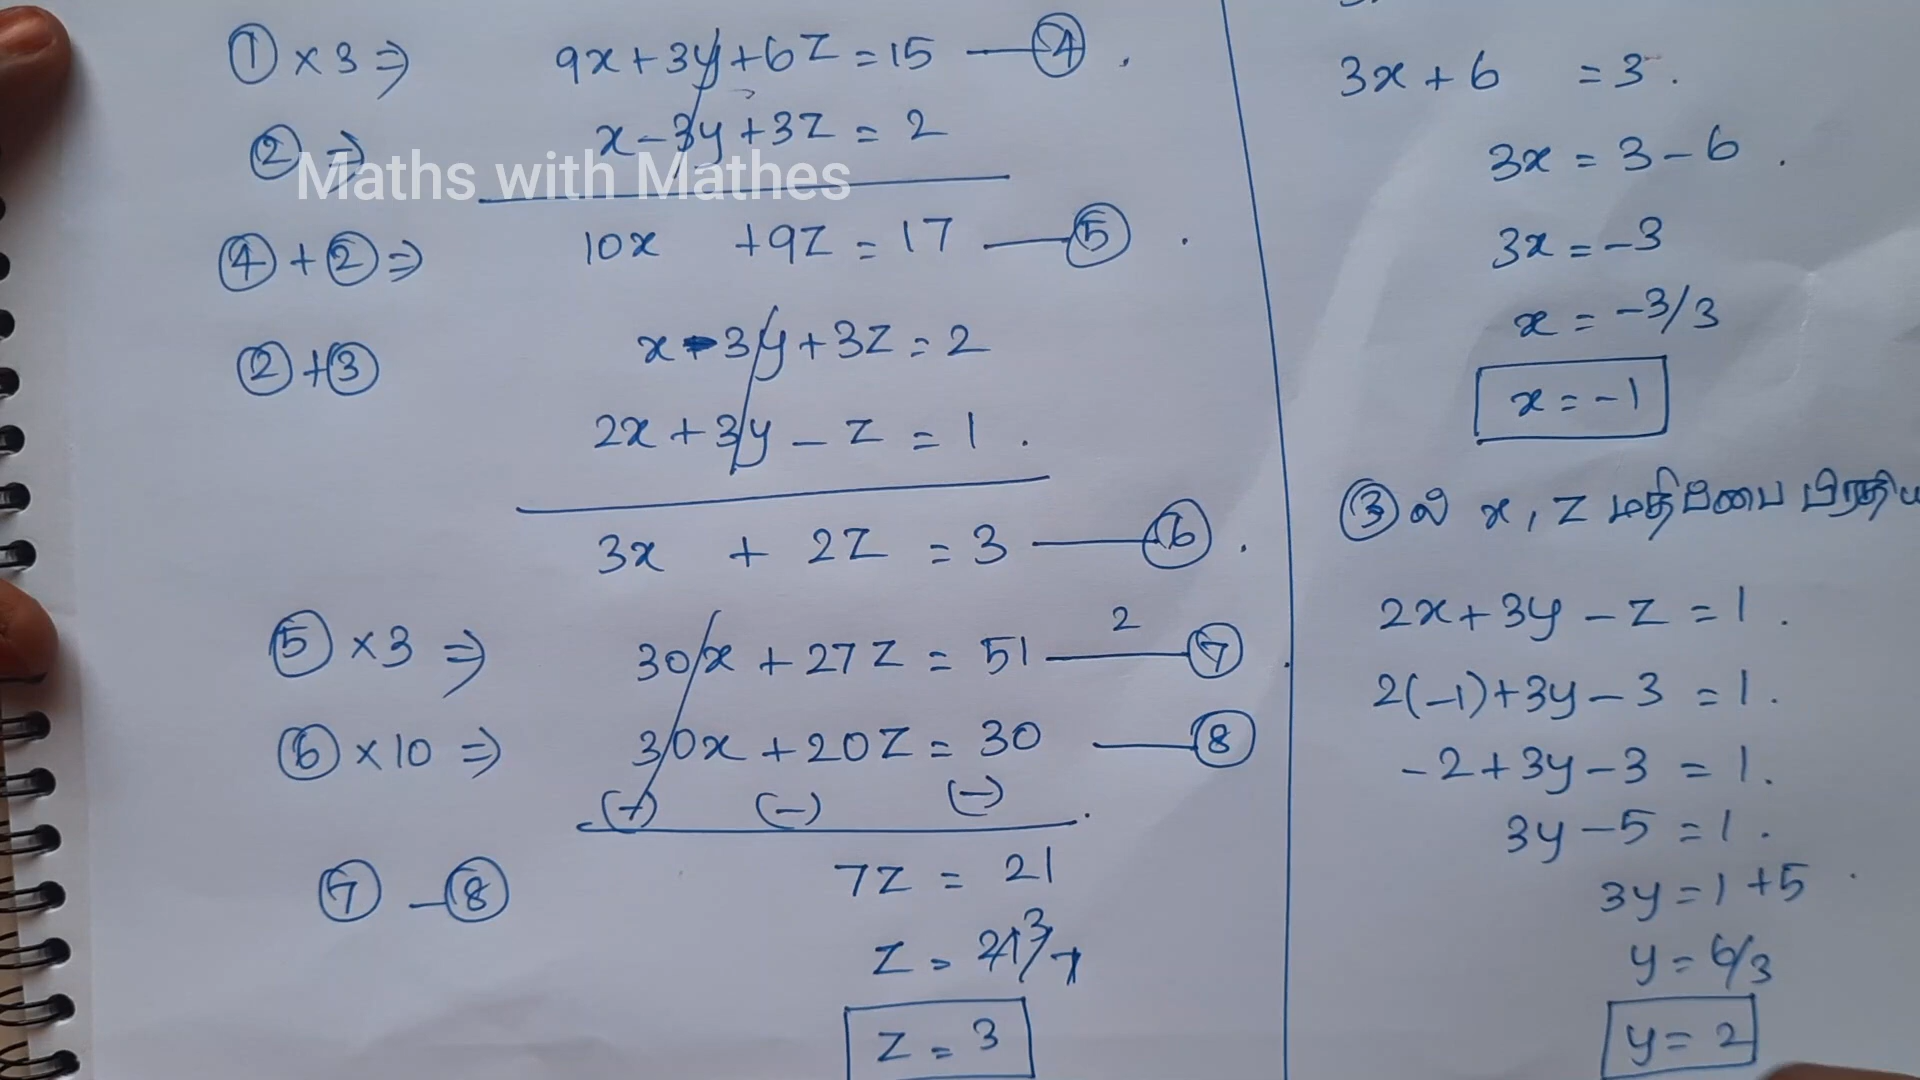 ① × 3 ⇒ 9x + 3y + 6z = 15 — ④
② ⇒ x - 3y + 3z = 2
Maths with Mathes
④ + ② ⇒ 10x + 9z = 17 — ⑤
② + ③ x - 3y + 3z = 2
2x + 3y - z = 1
3x + 2z = 3 — ⑥
⑤ × 3 ⇒ 30x + 27z = 51 — ⑦
2
⑥ × 10 ⇒ 30x + 20z = 30 — ⑧
(-) (-) (-)
⑦ - ⑧ 7z = 21
z = 21/7 3
z = 3
3x + 6 = 3
3x = 3 - 6
3x = -3
x = -3/3
x = -1
③ ல் x, z மதிப்பை
2x + 3y - z = 1
2(-1) + 3y - 3 = 1
-2 + 3y - 3 = 1
3y - 5 = 1
3y = 1 + 5
y = 6/3
y = 2